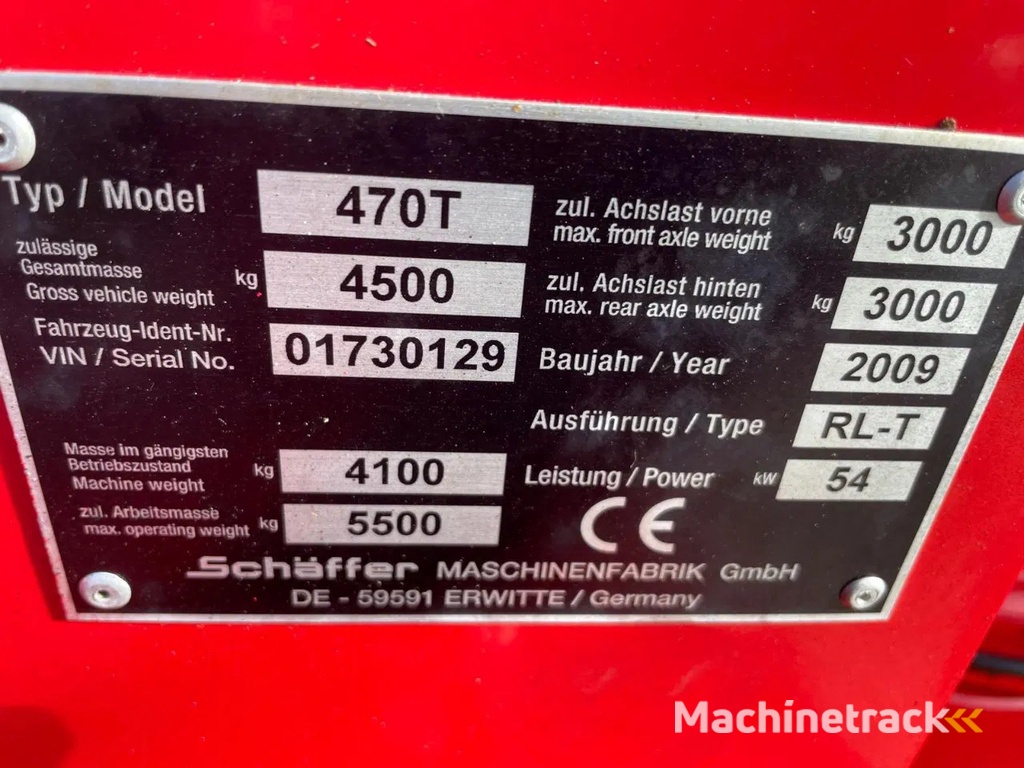 Typ / Model 470T
zulässige
Gesamtmasse
Gross vehicle weight kg 4500
Fahrzeug-Ident-Nr.
VIN / Serial No. 01730129
Masse im gängigsten
Betriebszustand
Machine weight kg 4100
zul. Arbeitsmasse
max. operating weight kg 5500
zul. Achslast vorne
max. front axle weight kg 3000
zul. Achslast hinten
max. rear axle weight kg 3000
Baujahr / Year 2009
Ausführung / Type RL-T
Leistung / Power kW 54
CE
Schäffer MASCHINENFABRIK GmbH
DE - 59591 ERWITTE / Germany
Machinetrack